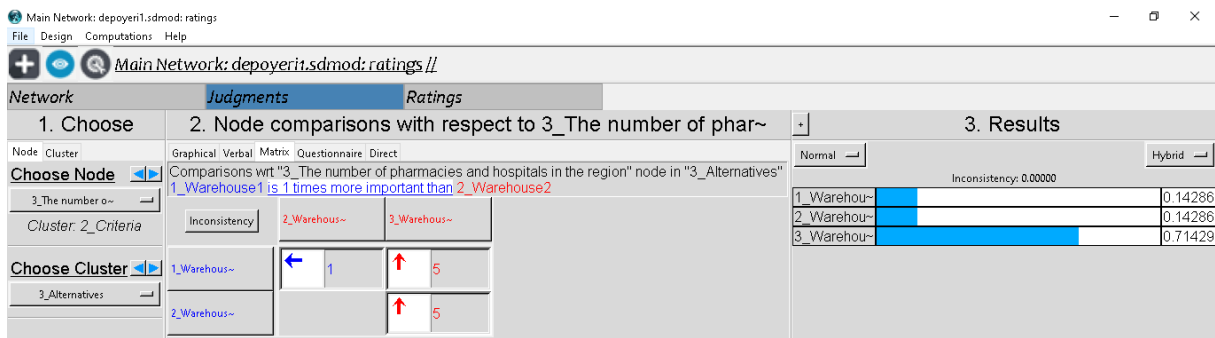 Main Network: depoyeri1.sdmod: ratings
File Design Computations Help
Main Network: depoyeri1.sdmod: ratings //
Network Judgments Ratings
1. Choose 2. Node comparisons with respect to 3_The number of phar~ + 3. Results
Node Cluster Graphical Verbal Matrix Questionnaire Direct Normal Hybrid
Choose Node Comparisons wrt "3_The number of pharmacies and hospitals in the region" node in "3_Alternatives"
1_Warehouse1 is 1 times more important than 2_Warehouse2
Inconsistency: 0.00000
3_The number o~
Cluster: 2_Criteria
Inconsistency 2_Warehous~ 3_Warehous~
1_Warehou~ 0.14286
2_Warehou~ 0.14286
3_Warehou~ 0.71429
Choose Cluster
3_Alternatives
1_Warehous~ 1 5
2_Warehous~ 5